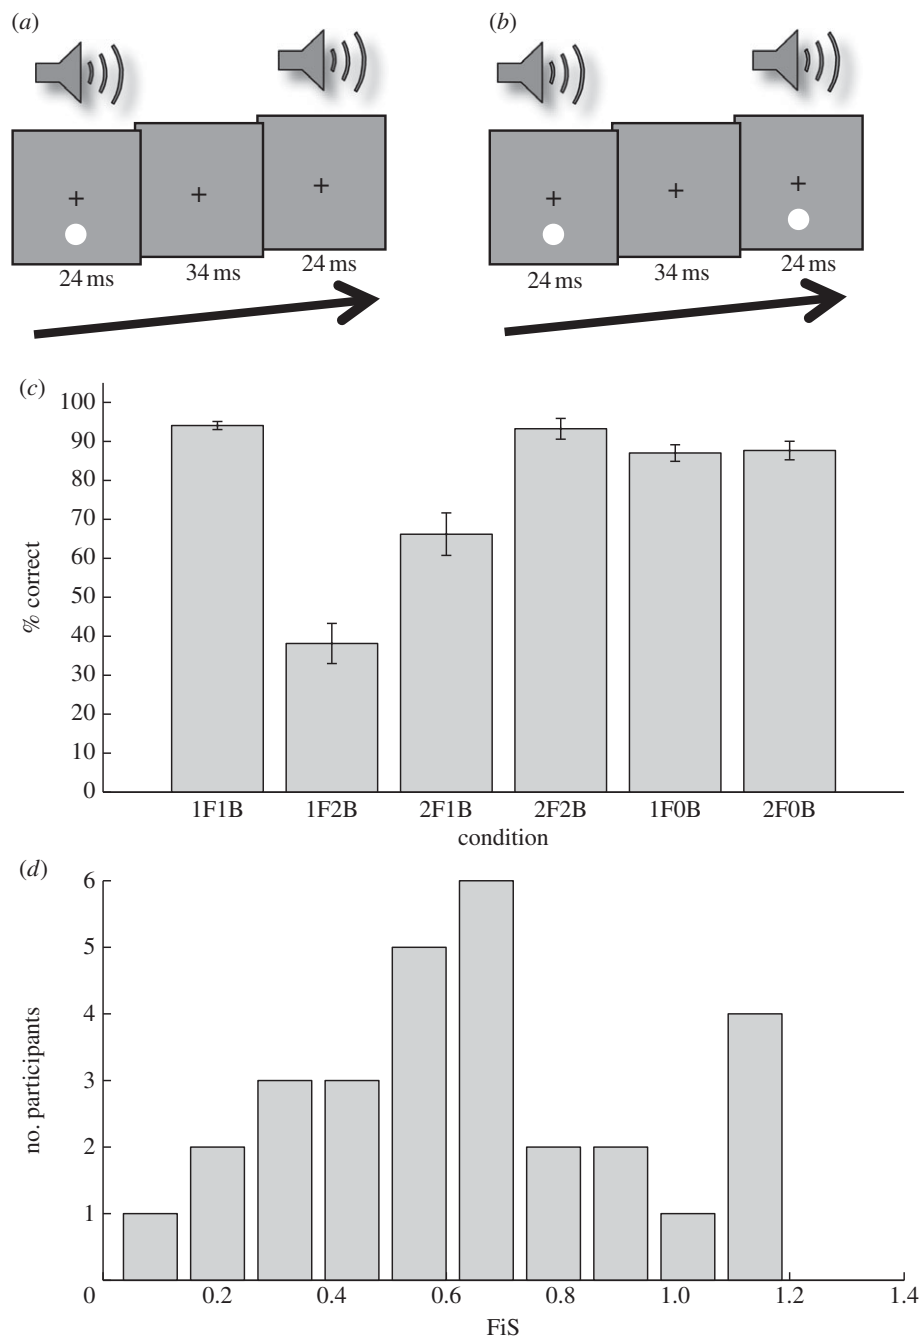 (a)
(b)
+
+
+
+
+
+
24 ms
34 ms
24 ms
24 ms
34 ms
24 ms
(c)
100
90
80
70
60
50
40
30
20
10
0
% correct
1F1B
1F2B
2F1B
2F2B
1F0B
2F0B
condition
(d)
6
5
4
3
2
1
no. participants
0
0.2
0.4
0.6
0.8
1.0
1.2
1.4
FiS